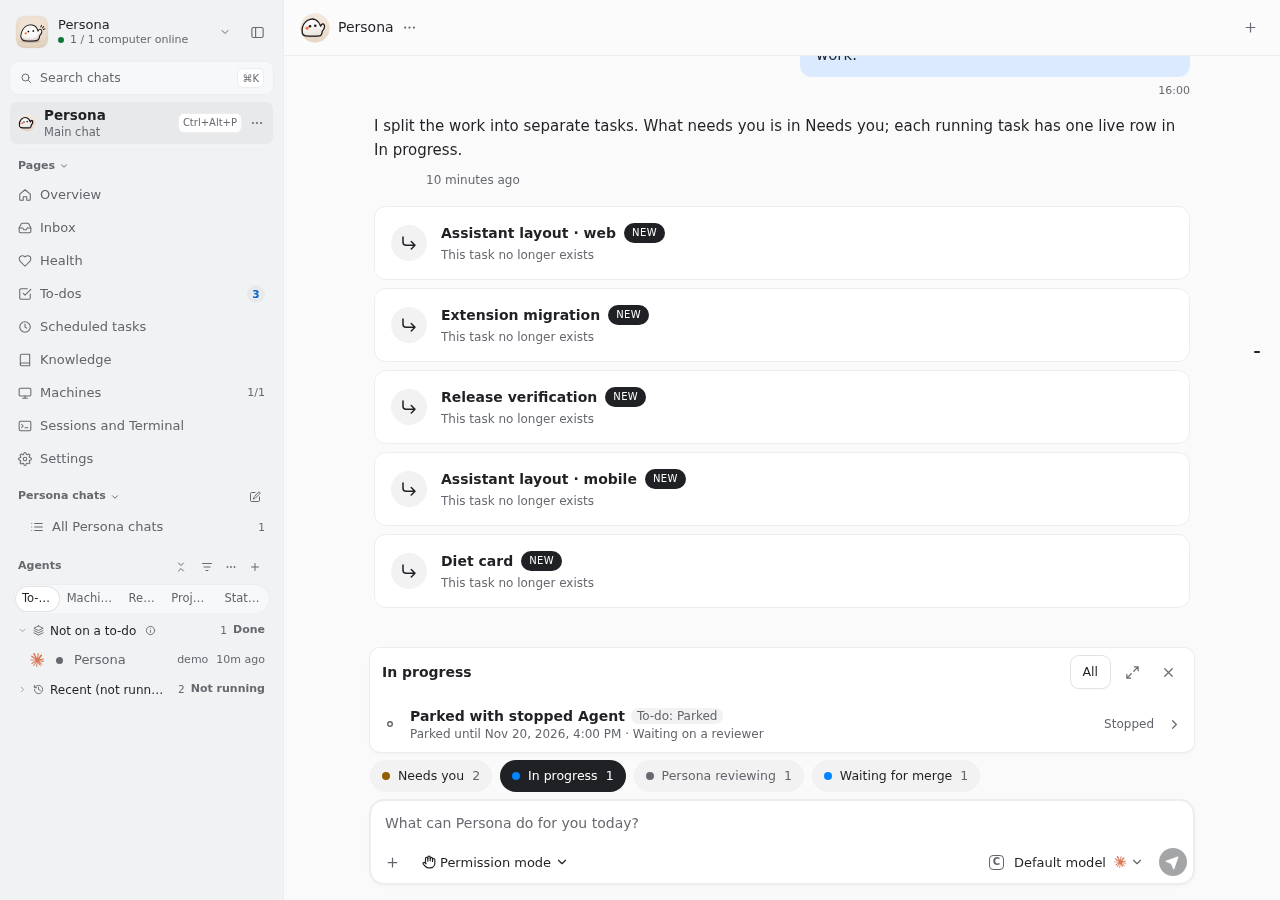 Persona
1 / 1 computer online
Search chats
⌘K
Persona
Main chat
Ctrl+Alt+P
Pages
Overview
Inbox
Health
To-dos
3
Scheduled tasks
Knowledge
Machines
1/1
Sessions and Terminal
Settings
Persona chats
All Persona chats
1
Agents
To-...
Machi...
Re...
Proj...
Stat...
Not on a to-do
1 Done
Persona
demo 10m ago
Recent (not runn...
2 Not running
Persona
work.
16:00
I split the work into separate tasks. What needs you is in Needs you; each running task has one live row in
In progress.
10 minutes ago
Assistant layout · web NEW
This task no longer exists
Extension migration NEW
This task no longer exists
Release verification NEW
This task no longer exists
Assistant layout · mobile NEW
This task no longer exists
Diet card NEW
This task no longer exists
In progress
All
Parked with stopped Agent To-do: Parked
Parked until Nov 20, 2026, 4:00 PM · Waiting on a reviewer
Stopped
Needs you 2
In progress 1
Persona reviewing 1
Waiting for merge 1
What can Persona do for you today?
Permission mode
C Default model